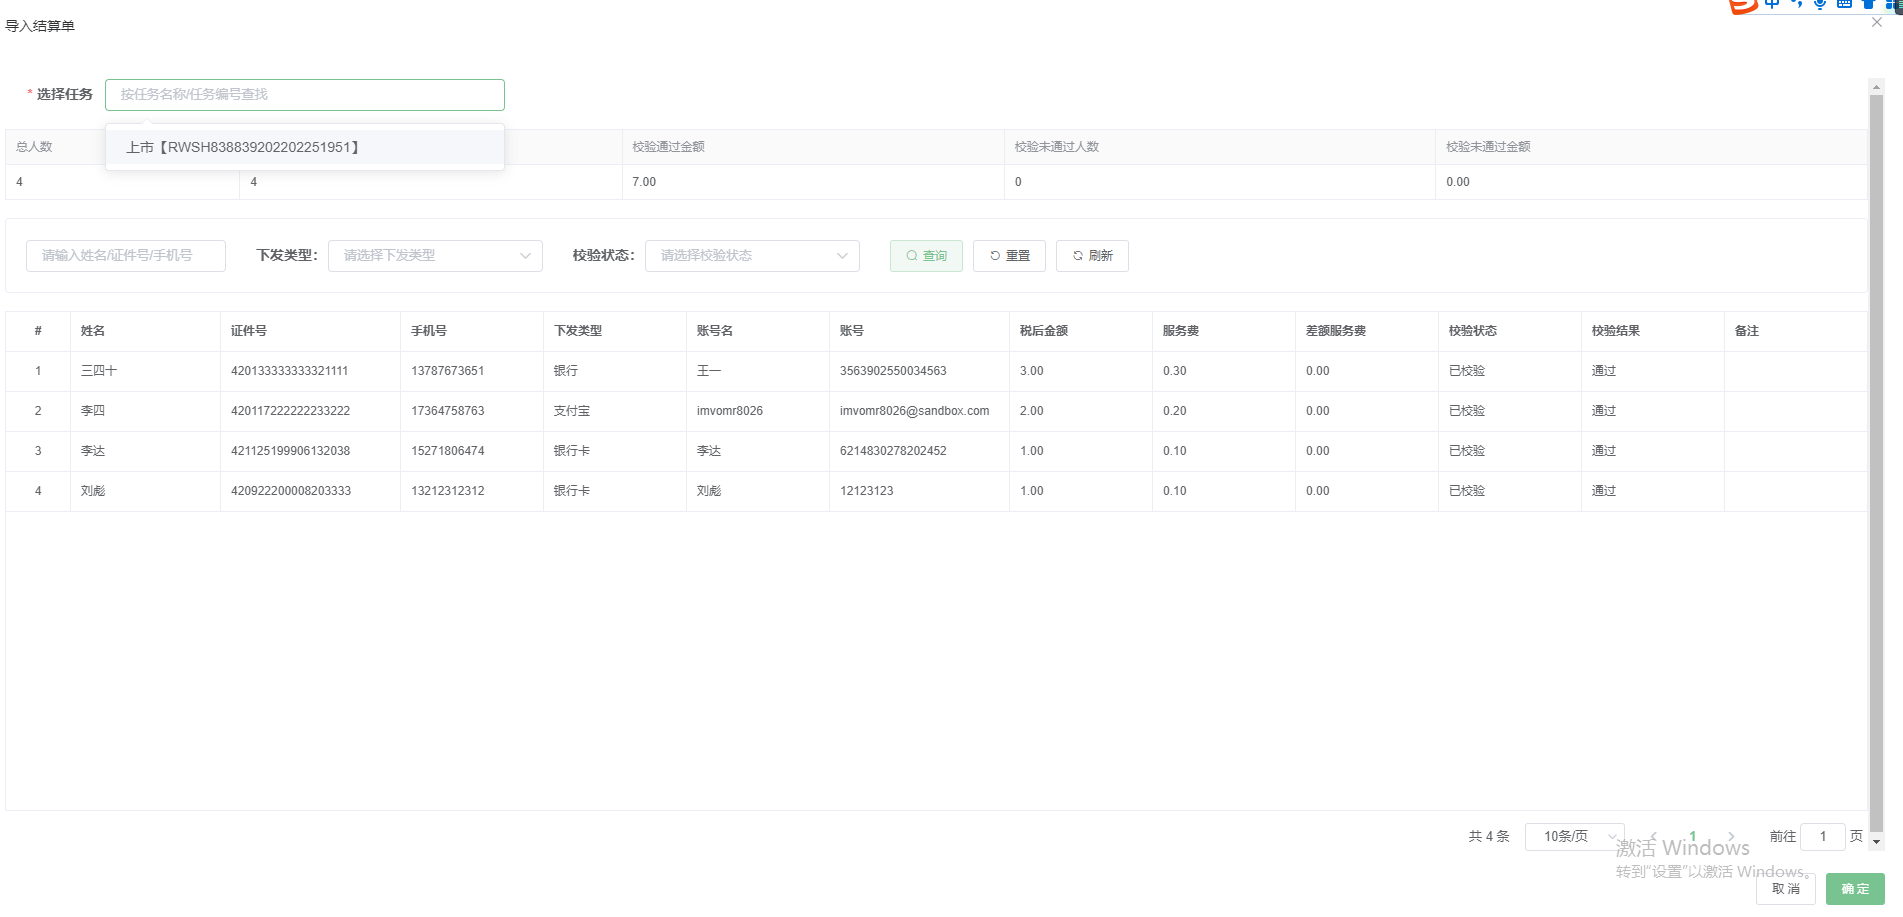 中
导入结算单
* 选择任务 按任务名称/任务编号查找
上市【RWSH838839202202251951】
总人数 校验通过金额 校验未通过人数 校验未通过金额
4 4 7.00 0 0.00
请输入姓名/证件号/手机号 下发类型: 请选择下发类型 校验状态: 请选择校验状态 查询 重置 刷新
# 姓名 证件号 手机号 下发类型 账号名 账号 税后金额 服务费 差额服务费 校验状态 校验结果 备注
1 三四十 420133333333321111 13787673651 银行 王一 3563902550034563 3.00 0.30 0.00 已校验 通过
2 李四 420117222222233222 17364758763 支付宝 imvomr8026 imvomr8026@sandbox.com 2.00 0.20 0.00 已校验 通过
3 李达 421125199906132038 15271806474 银行卡 李达 6214830278202452 1.00 0.10 0.00 已校验 通过
4 刘彪 420922200008203333 13212312312 银行卡 刘彪 12123123 1.00 0.10 0.00 已校验 通过
共 4 条 10条/页 1 前往 1 页
激活 Windows
转到"设置"以激活 Windows。
取 消 确 定